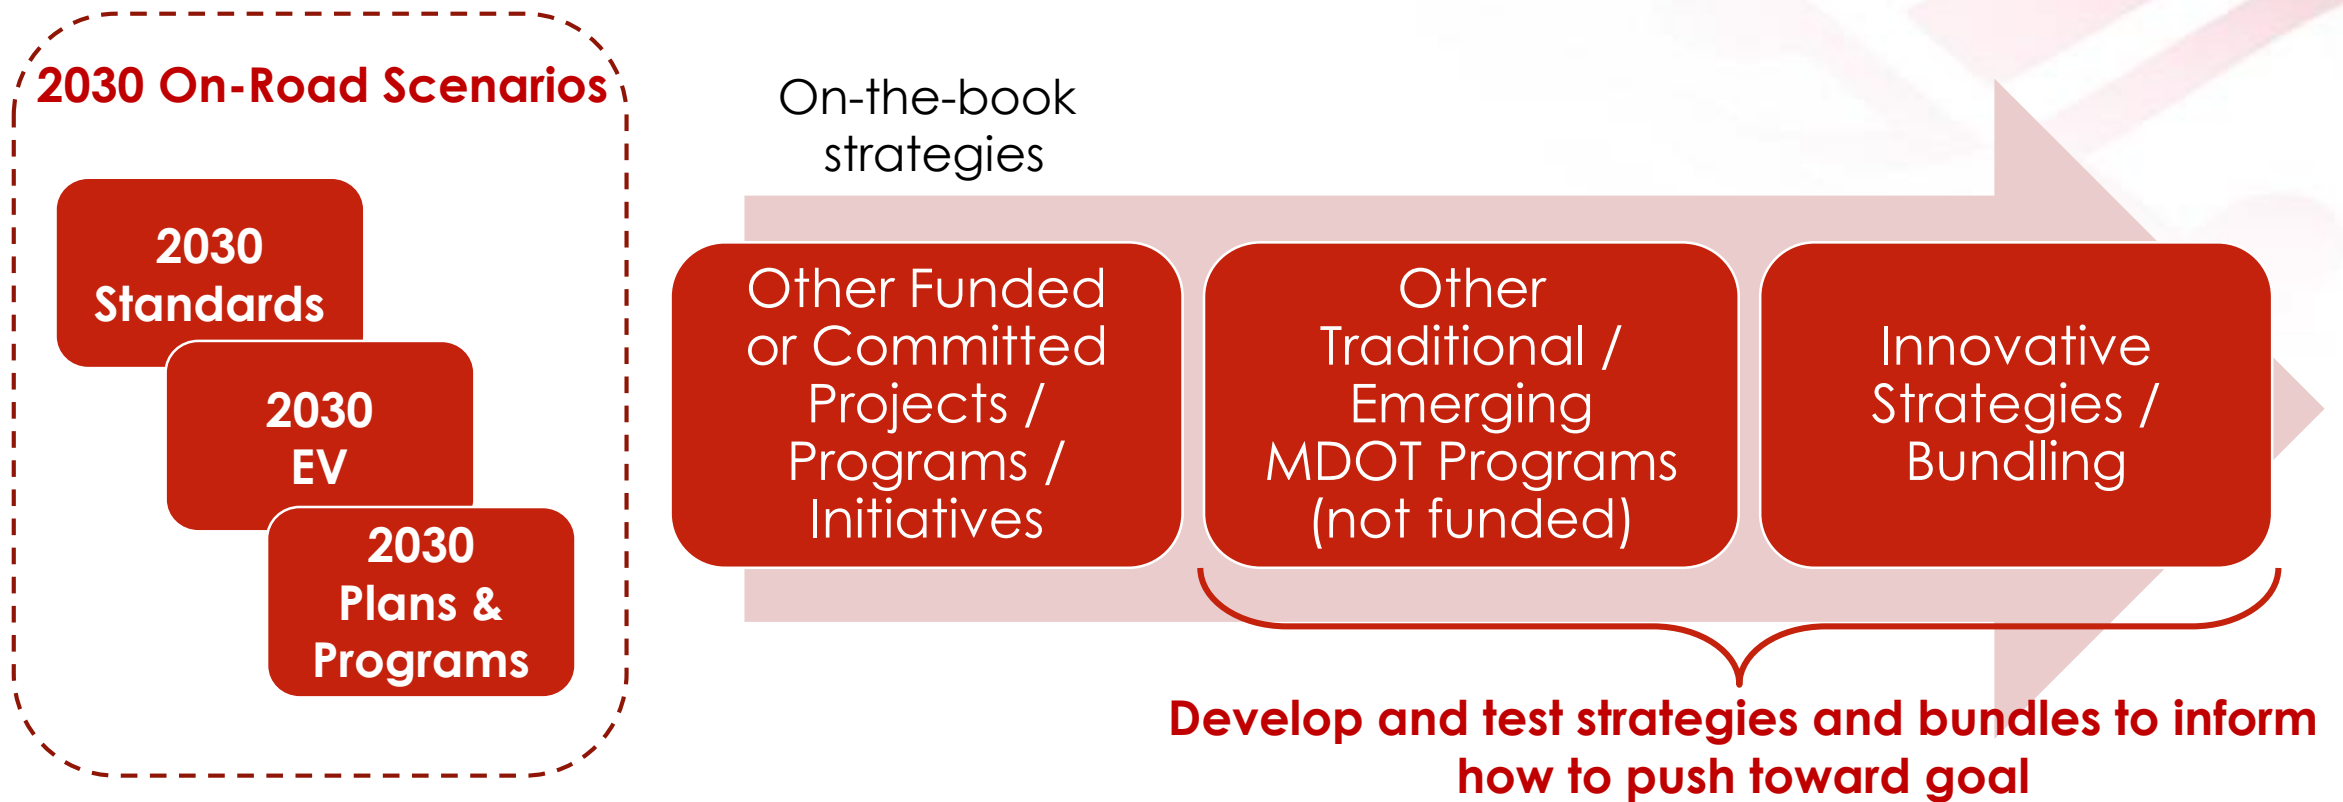 2030 On-Road Scenarios
2030
Standards
2030
EV
2030
Plans &
Programs
On-the-book
strategies
Other Funded
or Committed
Projects /
Programs /
Initiatives
Other
Traditional /
Emerging
MDOT Programs
(not funded)
Innovative
Strategies /
Bundling
Develop and test strategies and bundles to inform
how to push toward goal